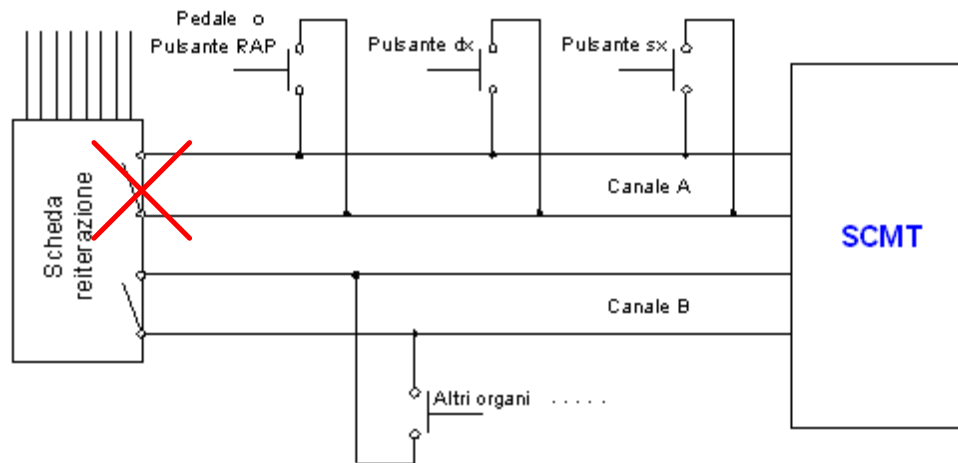 Pedale o
Pulsante RAP
Pulsante dx
Pulsante sx
Scheda
reiterazione
Canale A
SCMT
Canale B
Altri organi . . . . .